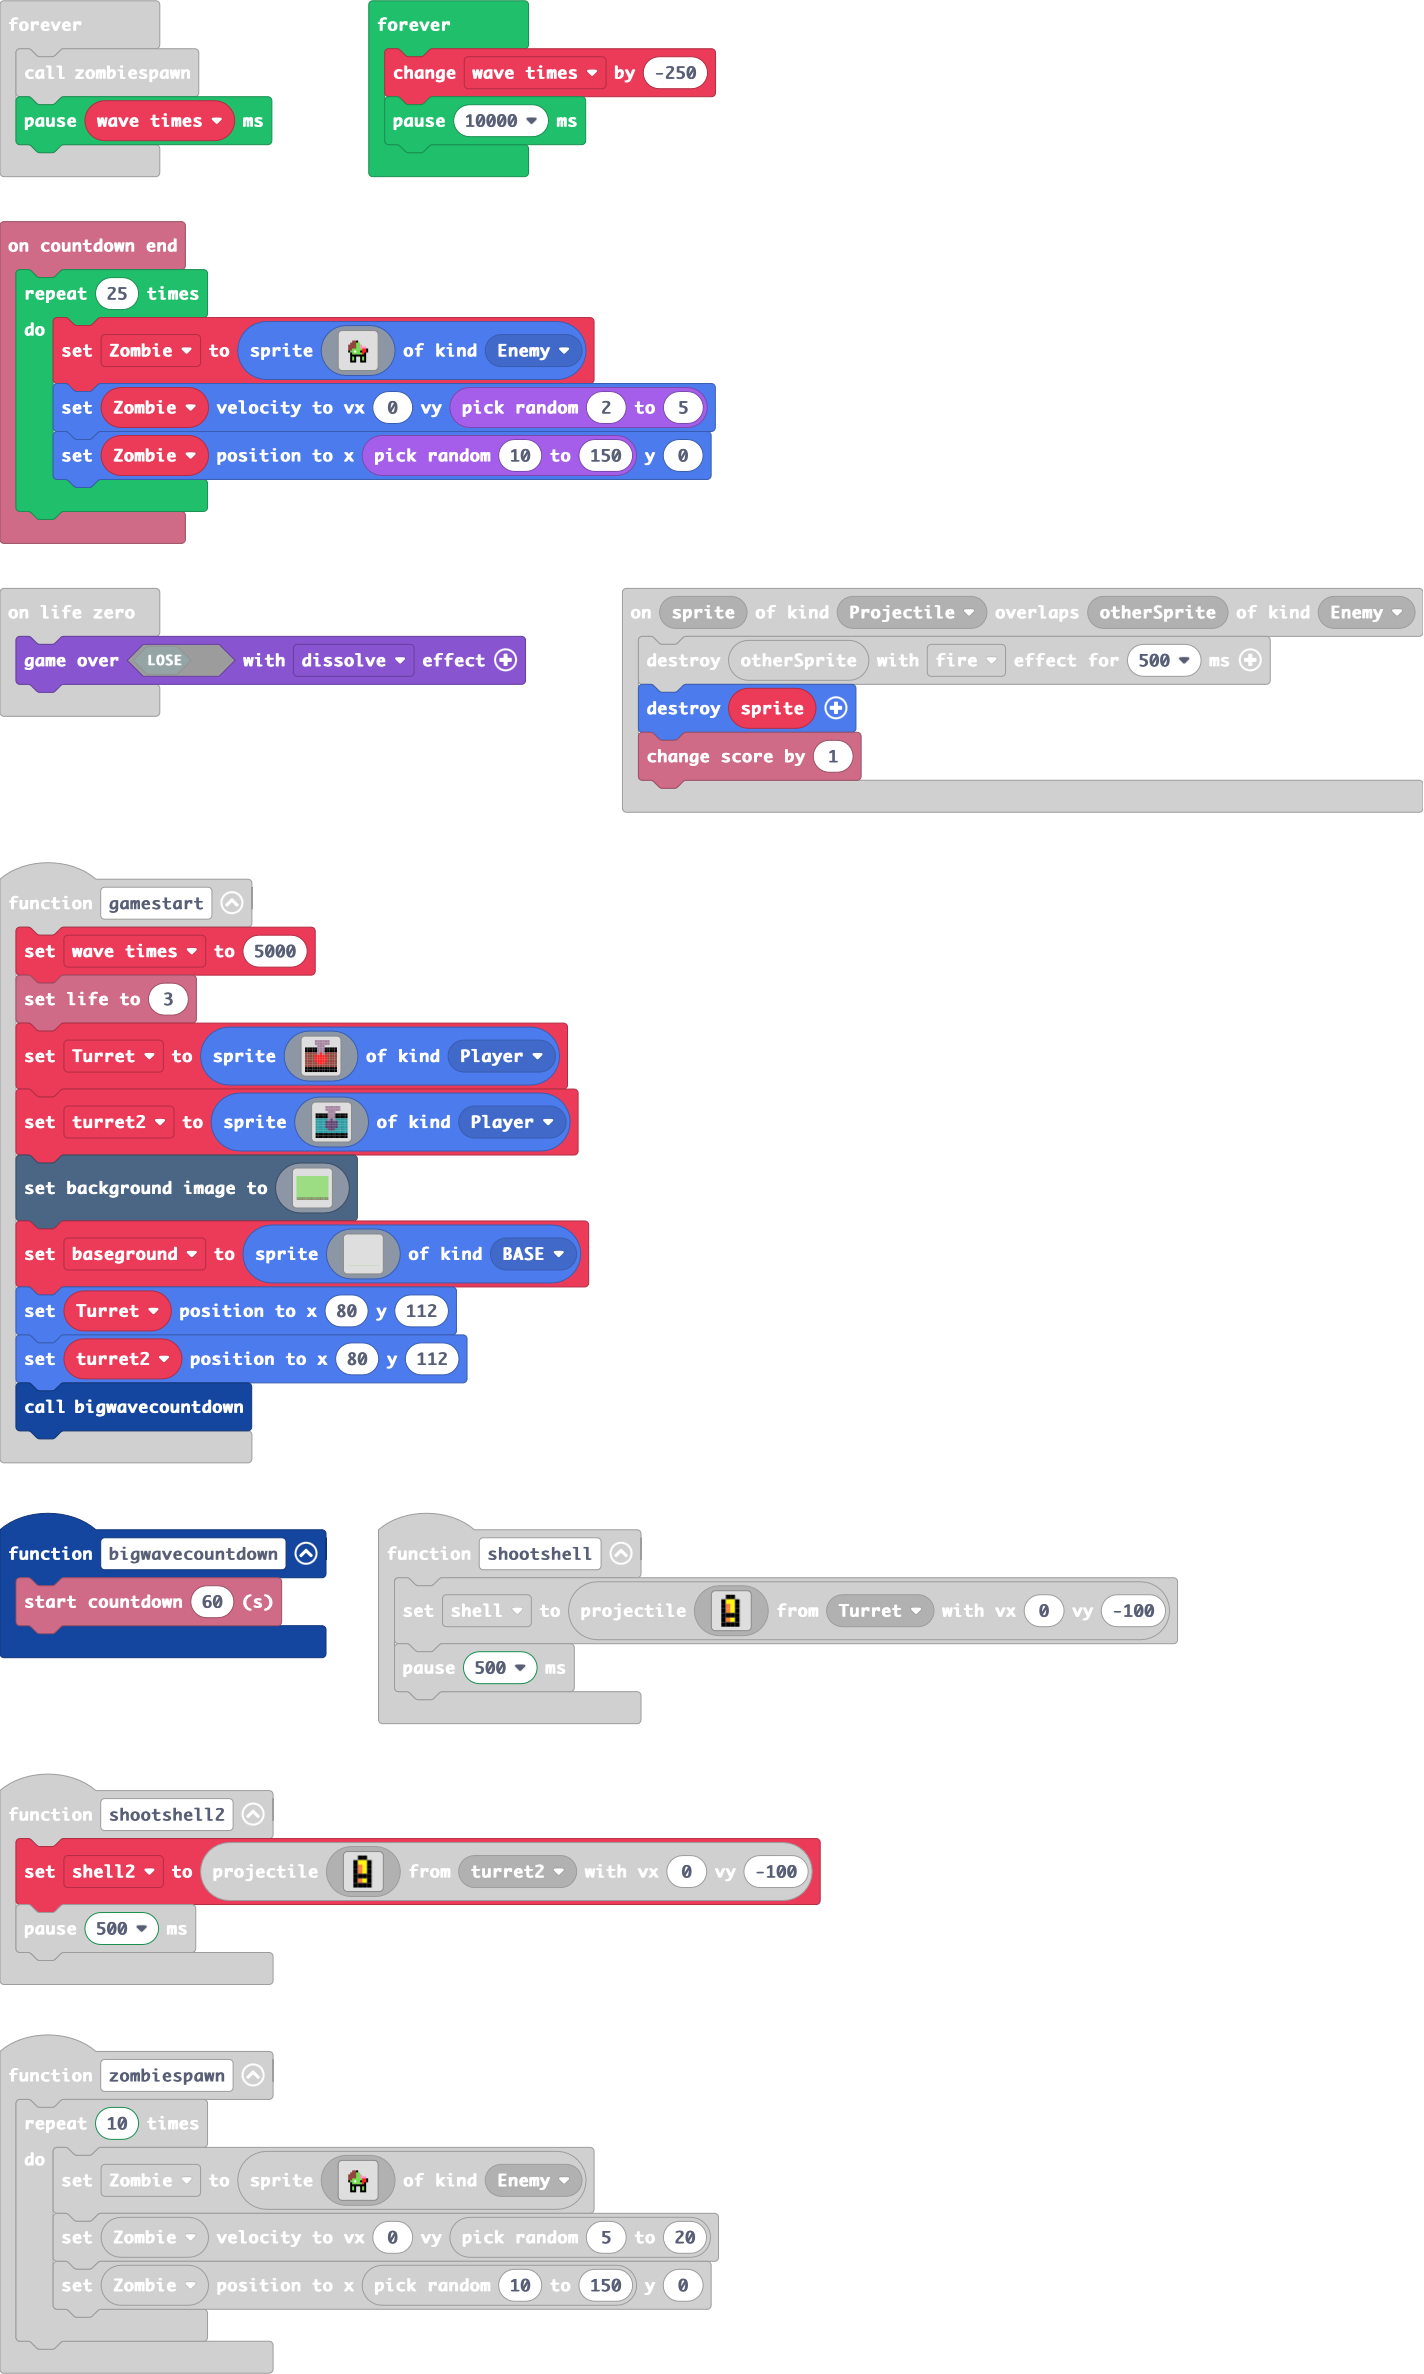 forever
call zombiespawn
pause wave times ms
forever
change wave times by -250
pause 10000 ms
on countdown end
repeat 25 times
do
set Zombie to sprite of kind Enemy
set Zombie velocity to vx 0 vy pick random 2 to 5
set Zombie position to x pick random 10 to 150 y 0
on life zero
game over LOSE with dissolve effect
on sprite of kind Projectile overlaps otherSprite of kind Enemy
destroy otherSprite with fire effect for 500 ms
destroy sprite
change score by 1
function gamestart
set wave times to 5000
set life to 3
set Turret to sprite of kind Player
set turret2 to sprite of kind Player
set background image to
set baseground to sprite of kind BASE
set Turret position to x 80 y 112
set turret2 position to x 80 y 112
call bigwavecountdown
function bigwavecountdown
start countdown 60 (s)
function shootshell
set shell to projectile from Turret with vx 0 vy -100
pause 500 ms
function shootshell2
set shell2 to projectile from turret2 with vx 0 vy -100
pause 500 ms
function zombiespawn
repeat 10 times
do
set Zombie to sprite of kind Enemy
set Zombie velocity to vx 0 vy pick random 5 to 20
set Zombie position to x pick random 10 to 150 y 0